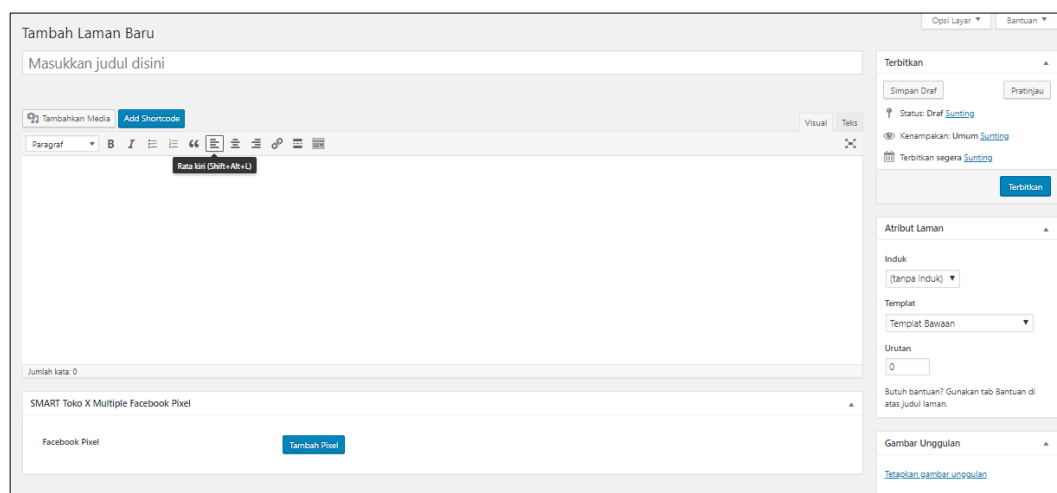 Opsi Layar ▼ Bantuan ▼
Tambah Laman Baru
Masukkan judul disini
Tambahkan Media Add Shortcode
Visual Teks
Paragraf ▼ B I
Rata kiri (Shift+Alt+L)
Jumlah kata: 0
SMART Toko X Multiple Facebook Pixel
Facebook Pixel Tambah Pixel
Terbitkan
Simpan Draf Pratinjau
Status: Draf Sunting
Kenampakan: Umum Sunting
Terbitkan segera Sunting
Terbitkan
Atribut Laman
Induk
(tanpa induk) ▼
Templat
Templat Bawaan ▼
Urutan
0
Butuh bantuan? Gunakan tab Bantuan di
atas judul laman.
Gambar Unggulan
Tetapkan gambar unggulan